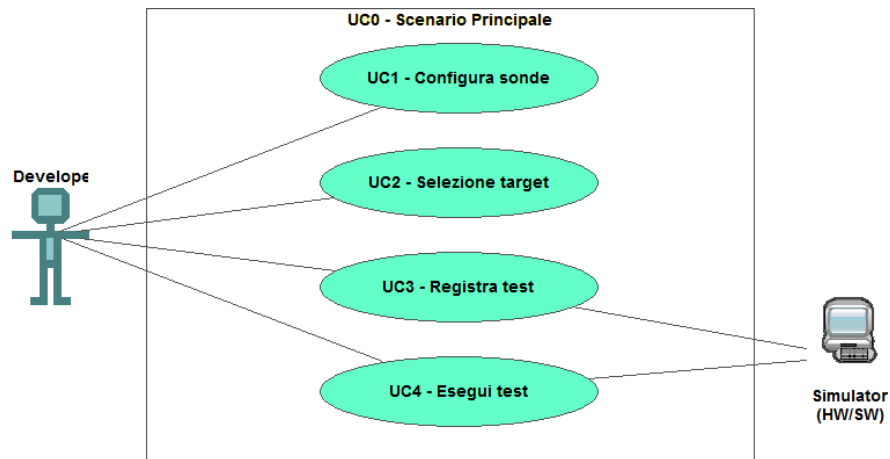 UC0 - Scenario Principale
UC1 - Configura sonde
Develope
UC2 - Selezione target
UC3 - Registra test
UC4 - Esegui test
Simulator
(HW/SW)